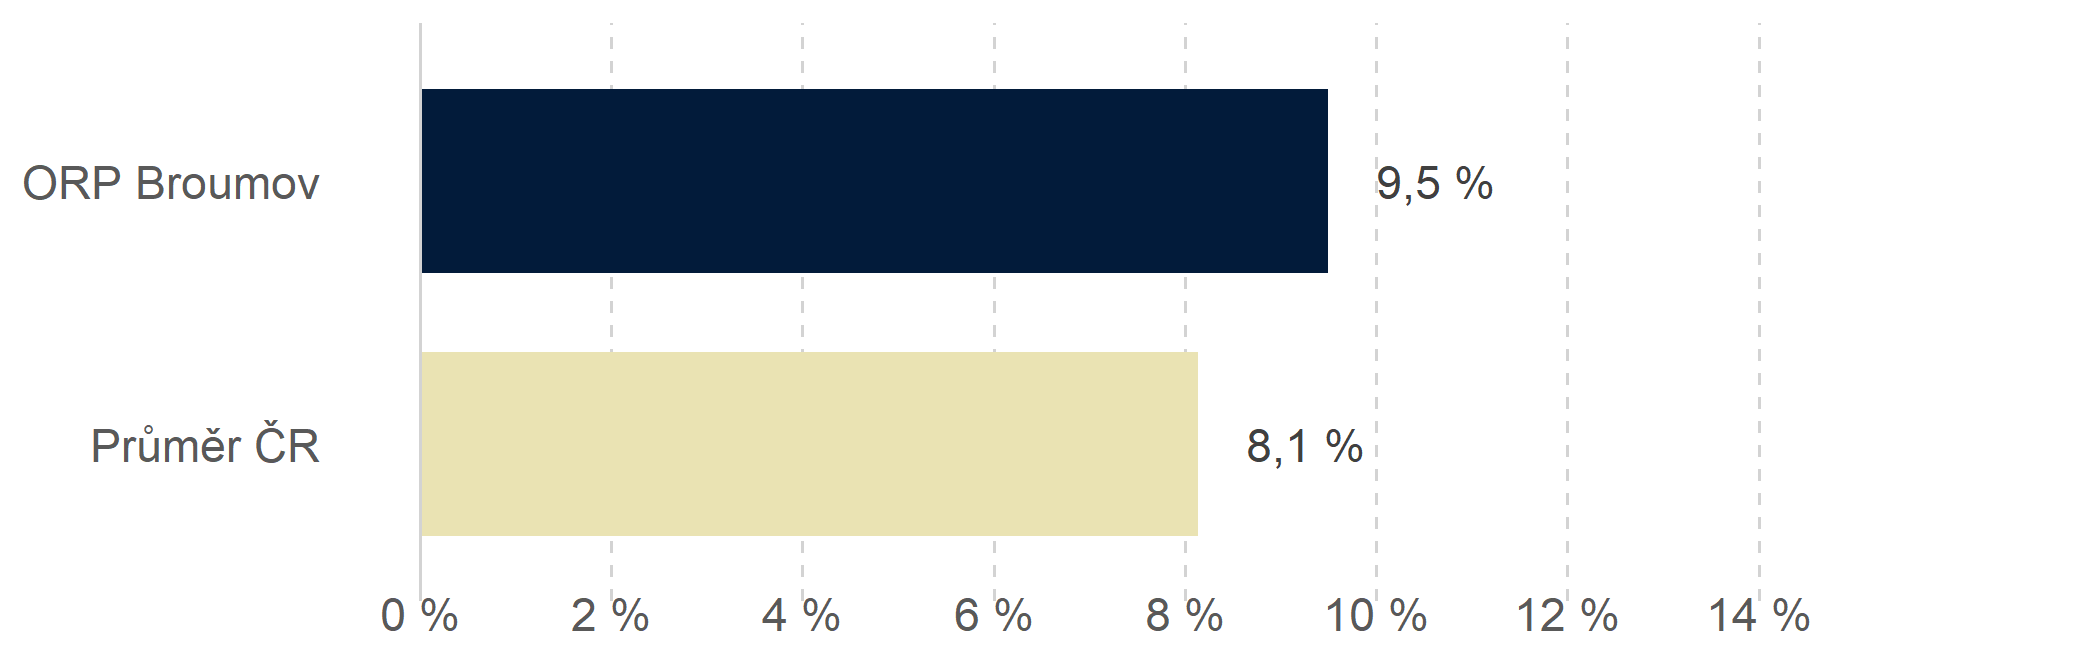 ORP Broumov
9,5 %
Průměr ČR
8,1 %
0 % 2 % 4 % 6 % 8 % 10 % 12 % 14 %